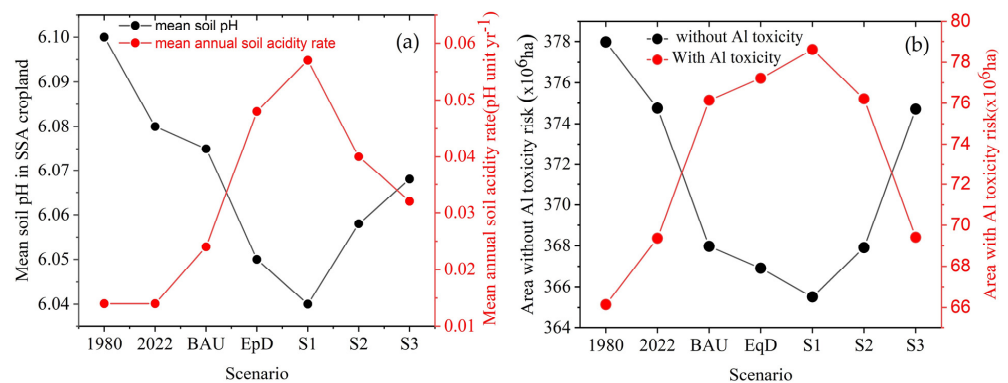 mean soil pH
mean annual soil acidity rate
(a)
6.10
6.09
6.08
6.07
6.06
6.05
6.04
Mean soil pH in SSA cropland
0.06
0.05
0.04
0.03
0.02
0.01
Mean annual soil acidity rate(pH unit yr-1)
1980 2022 BAU EpD S1 S2 S3
Scenario
without Al toxicity
With Al toxicity
(b)
378
376
374
372
370
368
366
364
Area without Al toxicity risk (x10⁶ha)
80
78
76
74
72
70
68
66
Area with Al toxicity risk(x10⁶ha)
1980 2022 BAU EqD S1 S2 S3
Scenario